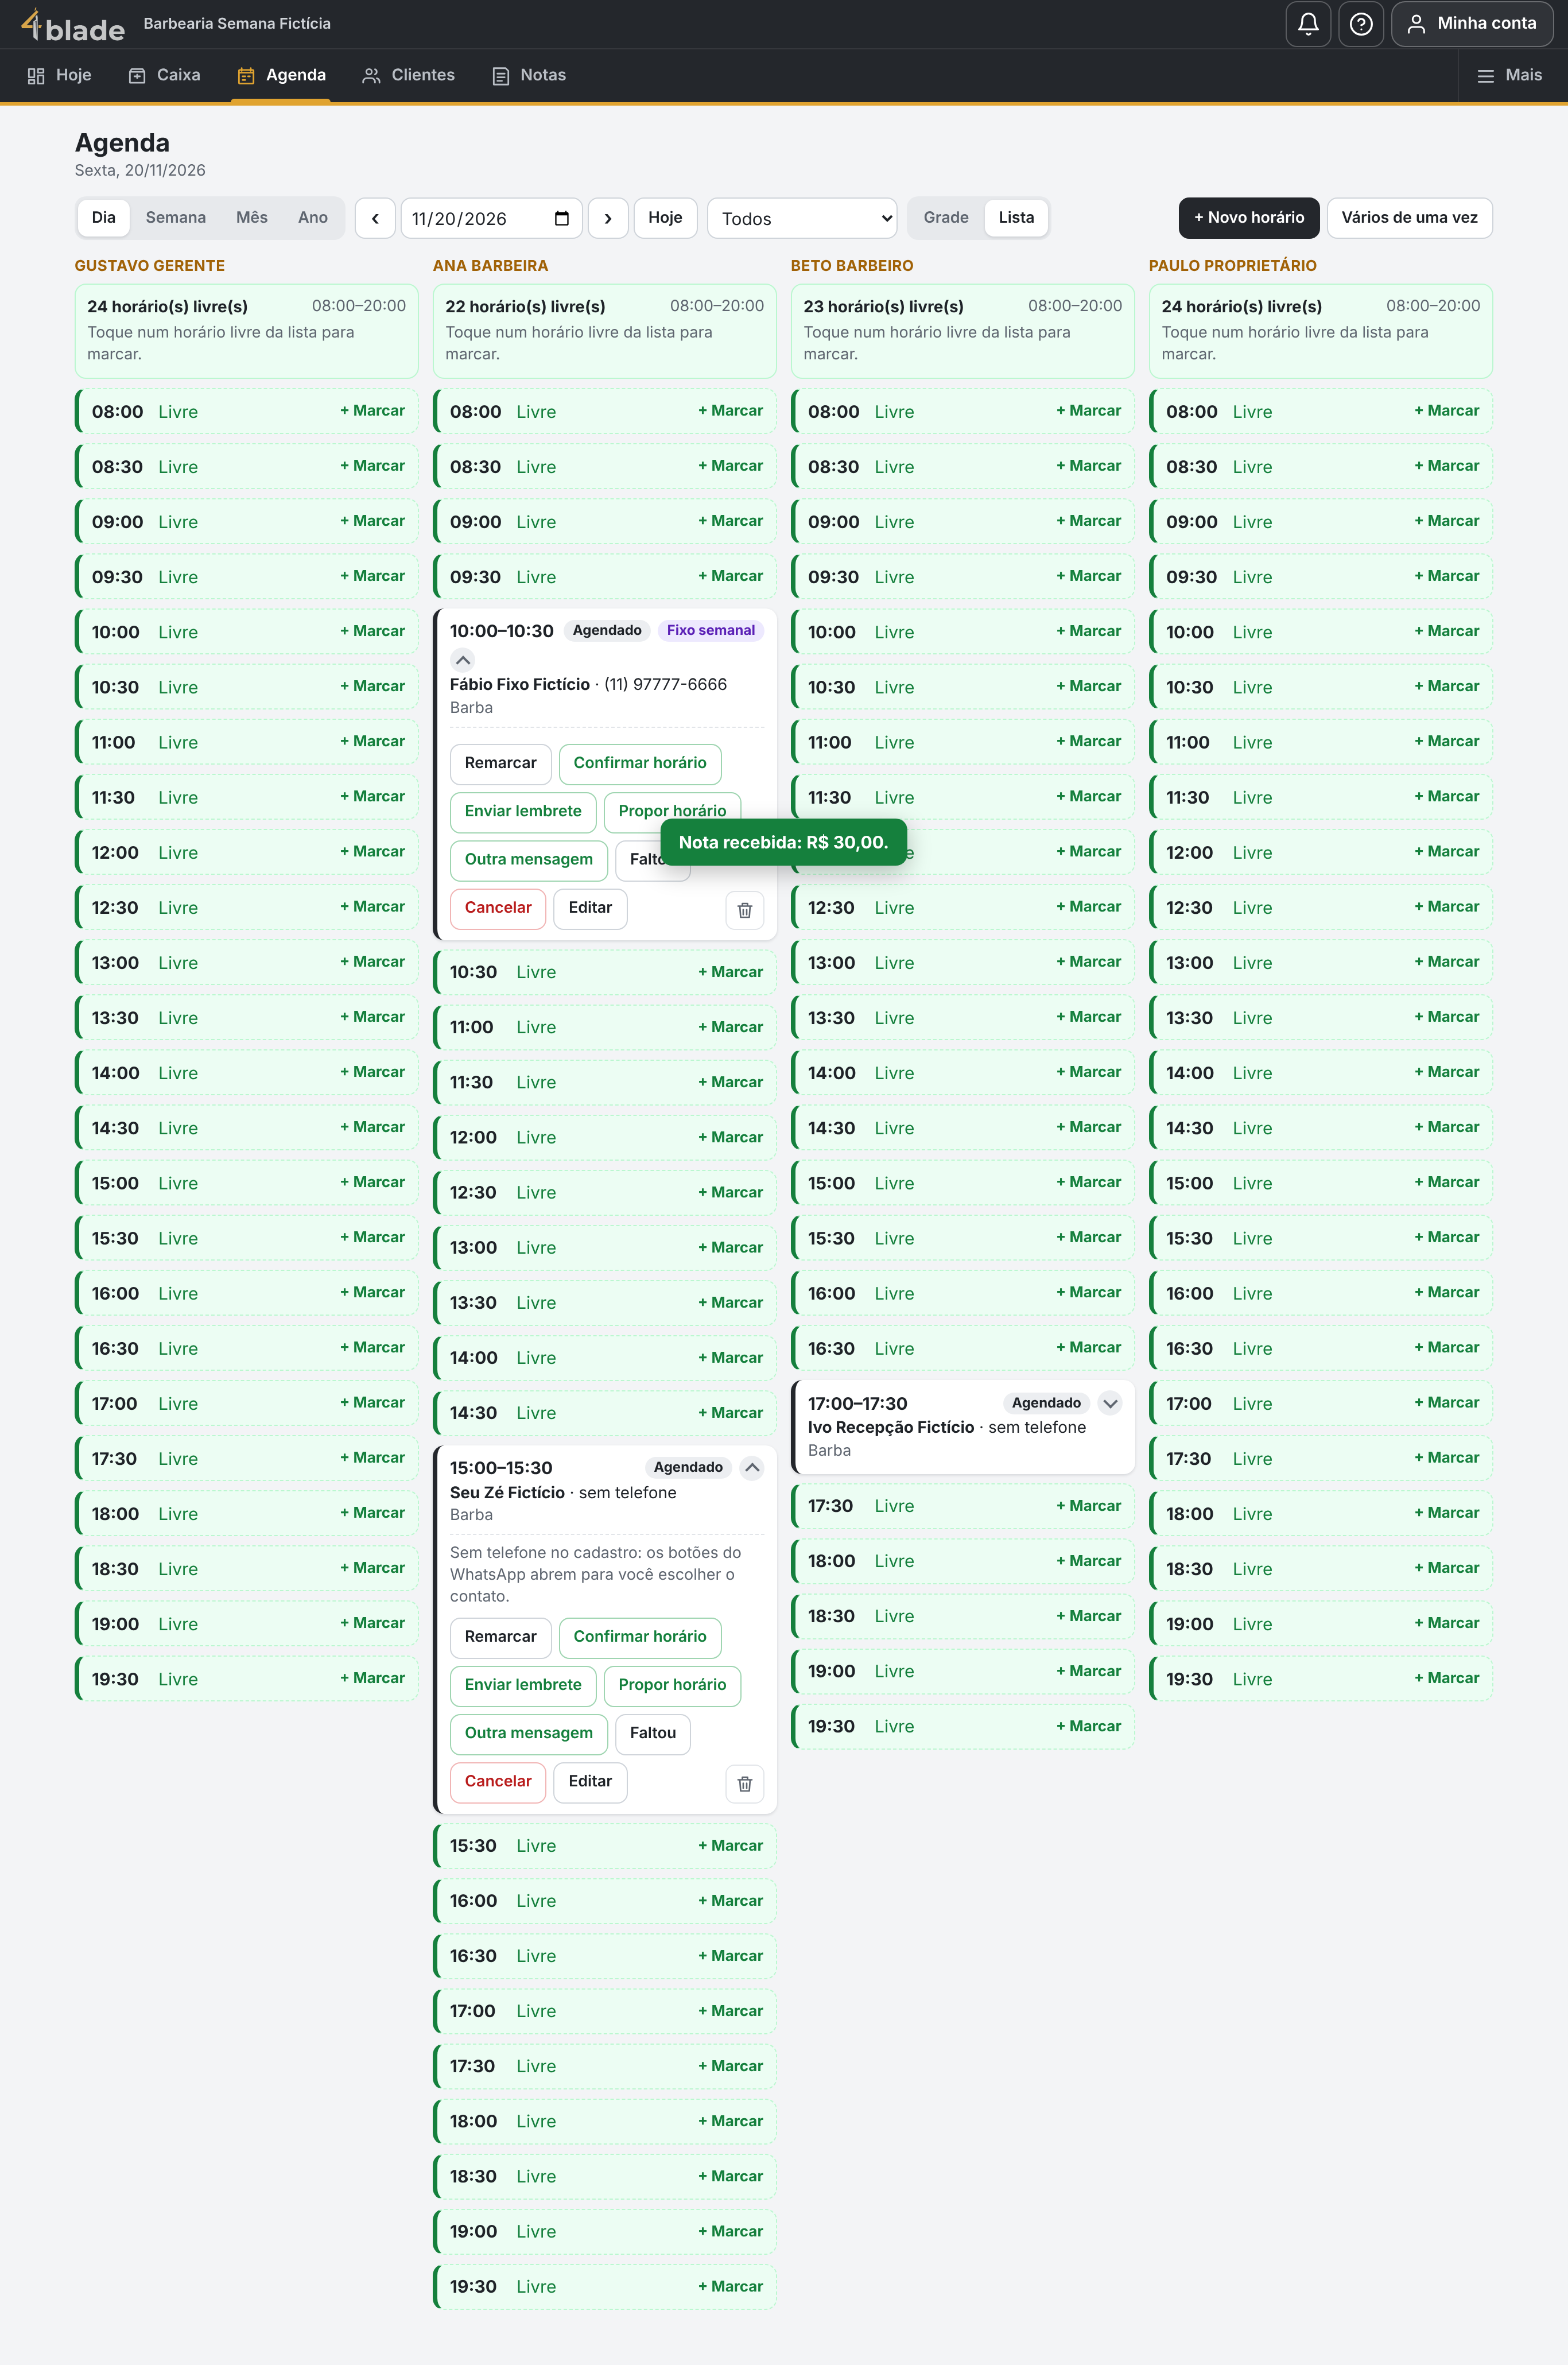 4blade
Barbearia Semana Fictícia
Minha conta
Hoje
Caixa
Agenda
Clientes
Notas
Mais
Agenda
Sexta, 20/11/2026
Dia
Semana
Mês
Ano
11/20/2026
Hoje
Todos
Grade
Lista
+ Novo horário
Vários de uma vez
GUSTAVO GERENTE
24 horário(s) livre(s) 08:00–20:00
Toque num horário livre da lista para
marcar.
08:00 Livre + Marcar
08:30 Livre + Marcar
09:00 Livre + Marcar
09:30 Livre + Marcar
10:00 Livre + Marcar
10:30 Livre + Marcar
11:00 Livre + Marcar
11:30 Livre + Marcar
12:00 Livre + Marcar
12:30 Livre + Marcar
13:00 Livre + Marcar
13:30 Livre + Marcar
14:00 Livre + Marcar
14:30 Livre + Marcar
15:00 Livre + Marcar
15:30 Livre + Marcar
16:00 Livre + Marcar
16:30 Livre + Marcar
17:00 Livre + Marcar
17:30 Livre + Marcar
18:00 Livre + Marcar
18:30 Livre + Marcar
19:00 Livre + Marcar
19:30 Livre + Marcar
ANA BARBEIRA
22 horário(s) livre(s) 08:00–20:00
Toque num horário livre da lista para
marcar.
08:00 Livre + Marcar
08:30 Livre + Marcar
09:00 Livre + Marcar
09:30 Livre + Marcar
10:00–10:30 Agendado Fixo semanal
Fábio Fixo Fictício · (11) 97777-6666
Barba
Remarcar Confirmar horário
Enviar lembrete Propor horário
Outra mensagem
Cancelar Editar
10:30 Livre + Marcar
11:00 Livre + Marcar
11:30 Livre + Marcar
12:00 Livre + Marcar
12:30 Livre + Marcar
13:00 Livre + Marcar
13:30 Livre + Marcar
14:00 Livre + Marcar
14:30 Livre + Marcar
15:00–15:30 Agendado
Seu Zé Fictício · sem telefone
Barba
Sem telefone no cadastro: os botões do
WhatsApp abrem para você escolher o
contato.
Remarcar Confirmar horário
Enviar lembrete Propor horário
Outra mensagem Faltou
Cancelar Editar
15:30 Livre + Marcar
16:00 Livre + Marcar
16:30 Livre + Marcar
17:00 Livre + Marcar
17:30 Livre + Marcar
18:00 Livre + Marcar
18:30 Livre + Marcar
19:00 Livre + Marcar
19:30 Livre + Marcar
Nota recebida: R$ 30,00.
BETO BARBEIRO
23 horário(s) livre(s) 08:00–20:00
Toque num horário livre da lista para
marcar.
08:00 Livre + Marcar
08:30 Livre + Marcar
09:00 Livre + Marcar
09:30 Livre + Marcar
10:00 Livre + Marcar
10:30 Livre + Marcar
11:00 Livre + Marcar
11:30 Livre + Marcar
+ Marcar
12:30 Livre + Marcar
13:00 Livre + Marcar
13:30 Livre + Marcar
14:00 Livre + Marcar
14:30 Livre + Marcar
15:00 Livre + Marcar
15:30 Livre + Marcar
16:00 Livre + Marcar
16:30 Livre + Marcar
17:00–17:30 Agendado
Ivo Recepção Fictício · sem telefone
Barba
17:30 Livre + Marcar
18:00 Livre + Marcar
18:30 Livre + Marcar
19:00 Livre + Marcar
19:30 Livre + Marcar
PAULO PROPRIETÁRIO
24 horário(s) livre(s) 08:00–20:00
Toque num horário livre da lista para
marcar.
08:00 Livre + Marcar
08:30 Livre + Marcar
09:00 Livre + Marcar
09:30 Livre + Marcar
10:00 Livre + Marcar
10:30 Livre + Marcar
11:00 Livre + Marcar
11:30 Livre + Marcar
12:00 Livre + Marcar
12:30 Livre + Marcar
13:00 Livre + Marcar
13:30 Livre + Marcar
14:00 Livre + Marcar
14:30 Livre + Marcar
15:00 Livre + Marcar
15:30 Livre + Marcar
16:00 Livre + Marcar
16:30 Livre + Marcar
17:00 Livre + Marcar
17:30 Livre + Marcar
18:00 Livre + Marcar
18:30 Livre + Marcar
19:00 Livre + Marcar
19:30 Livre + Marcar